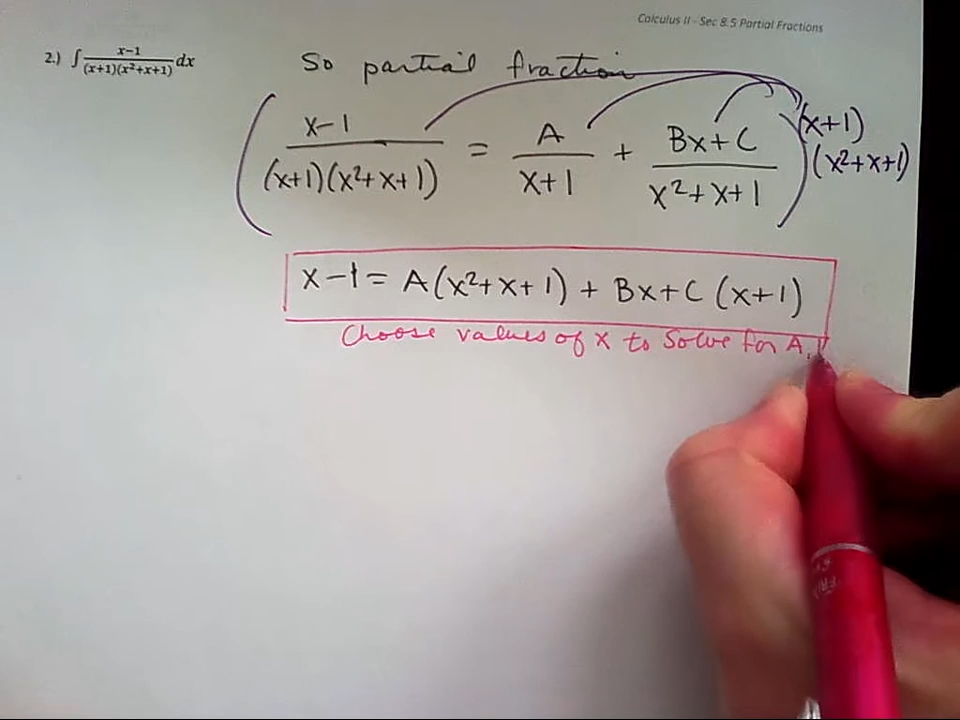 Calculus II - Sec 8.5 Partial Fractions
2.) ∫ x-1 / (x+1)(x²+x+1) dx
So partial fraction
( x-1 / (x+1)(x²+x+1) = A / x+1 + Bx+C / x²+x+1 ) (x+1)(x²+x+1)
x-1 = A(x²+x+1) + Bx+C (x+1)
Choose values of x to solve for A,